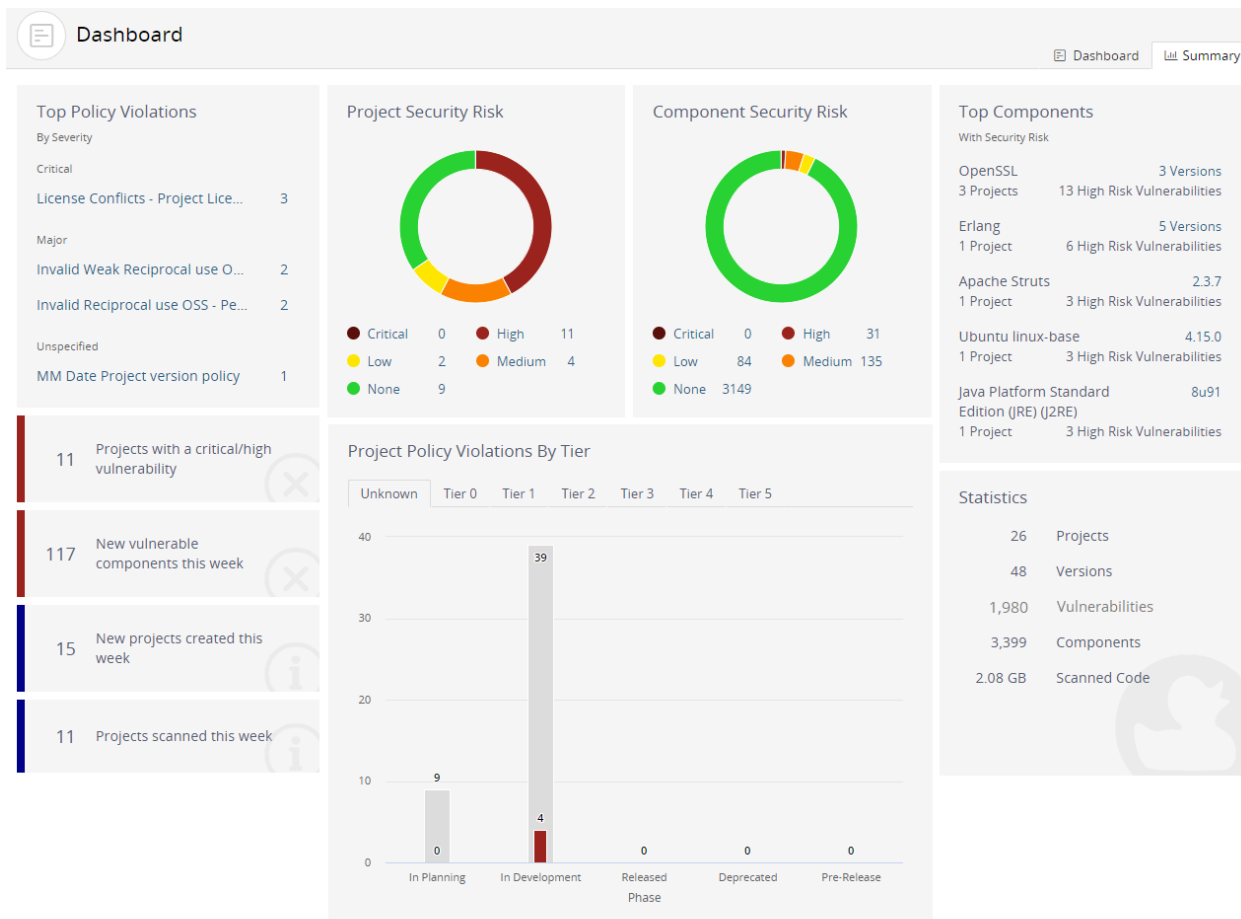 Dashboard
Dashboard
Summary
Top Policy Violations
By Severity
Critical
License Conflicts - Project Lice... 3
Major
Invalid Weak Reciprocal use O... 2
Invalid Reciprocal use OSS - Pe... 2
Unspecified
MM Date Project version policy 1
11 Projects with a critical/high
vulnerability
117 New vulnerable
components this week
15 New projects created this
week
11 Projects scanned this week
Project Security Risk
Critical 0 High 11
Low 2 Medium 4
None 9
Component Security Risk
Critical 0 High 31
Low 84 Medium 135
None 3149
Project Policy Violations By Tier
Unknown Tier 0 Tier 1 Tier 2 Tier 3 Tier 4 Tier 5
40
39
30
20
10
9
4
0 0 0 0
0
In Planning In Development Released Deprecated Pre-Release
Phase
Top Components
With Security Risk
OpenSSL 3 Versions
3 Projects 13 High Risk Vulnerabilities
Erlang 5 Versions
1 Project 6 High Risk Vulnerabilities
Apache Struts 2.3.7
1 Project 3 High Risk Vulnerabilities
Ubuntu linux-base 4.15.0
1 Project 3 High Risk Vulnerabilities
Java Platform Standard 8u91
Edition (JRE) (J2RE)
1 Project 3 High Risk Vulnerabilities
Statistics
26 Projects
48 Versions
1,980 Vulnerabilities
3,399 Components
2.08 GB Scanned Code